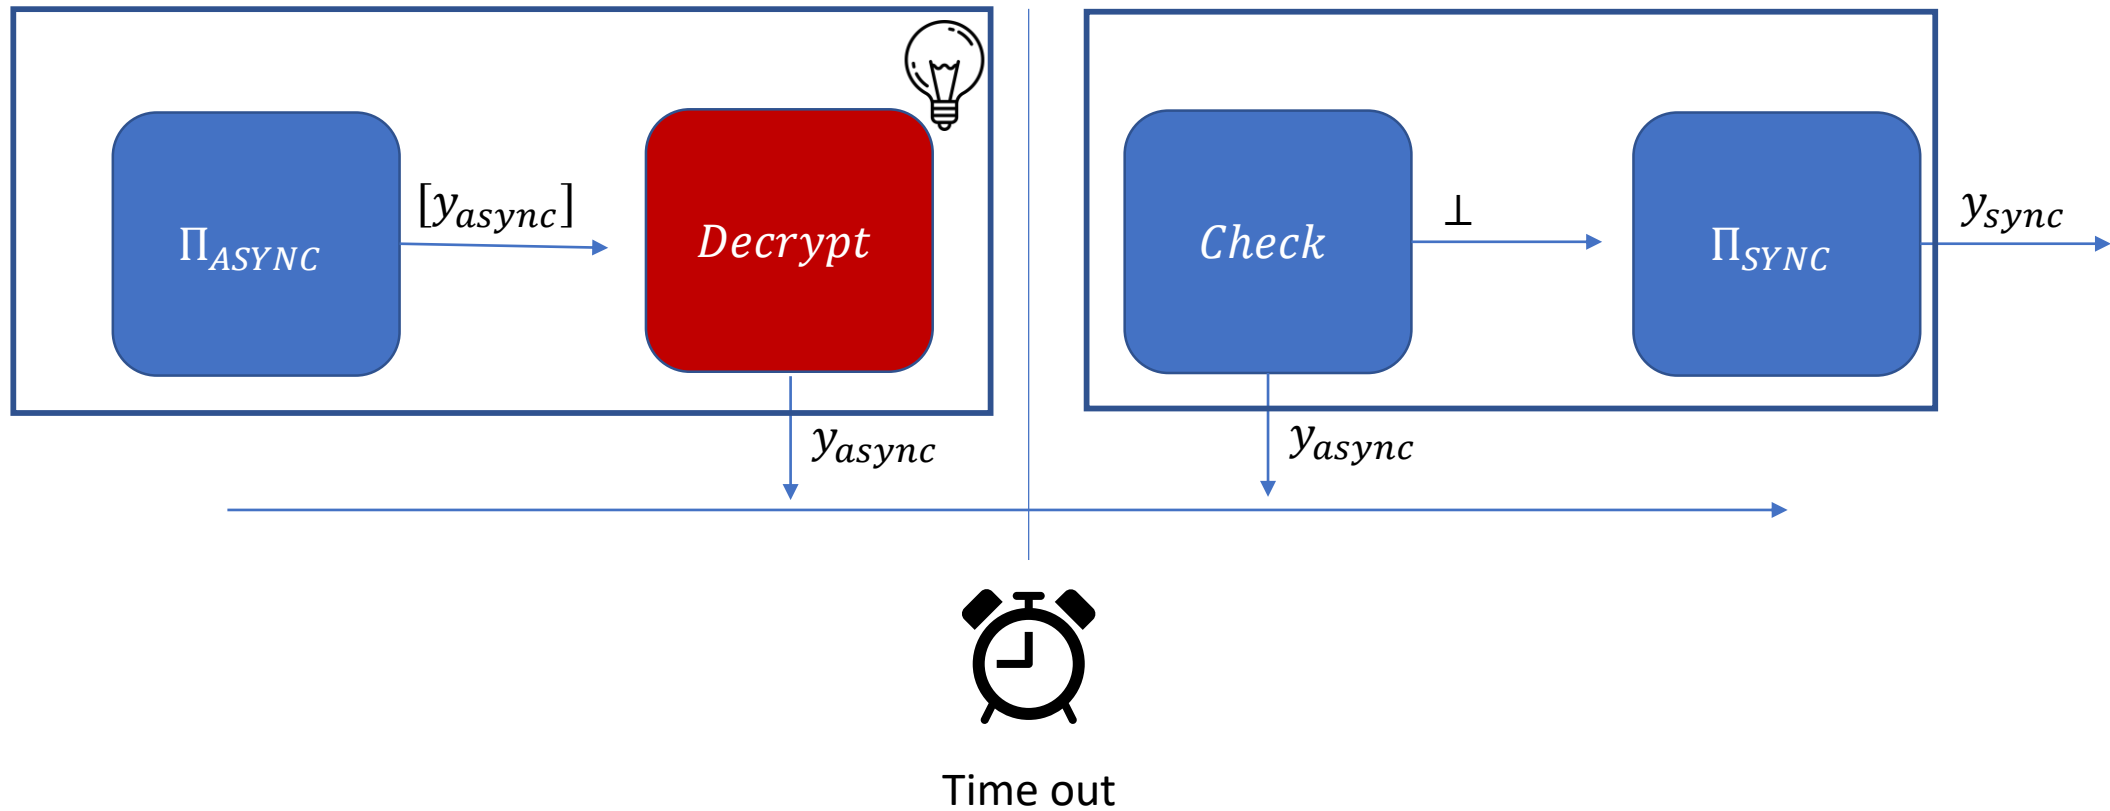 Π_ASYNC
[y_async]
Decrypt
Check
⊥
Π_SYNC
y_sync
y_async
y_async
Time out